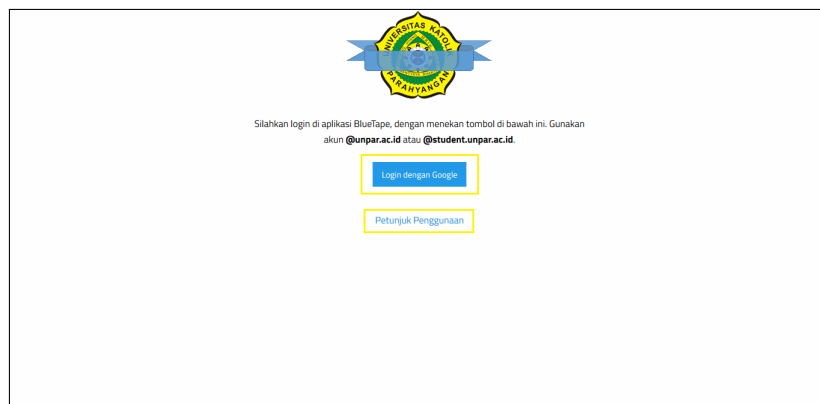 UNIVERSITAS KATOLIK
PARAHYANGAN
Silahkan login di aplikasi BlueTape, dengan menekan tombol di bawah ini. Gunakan
akun @unpar.ac.id atau @student.unpar.ac.id.
Login dengan Google
Petunjuk Penggunaan